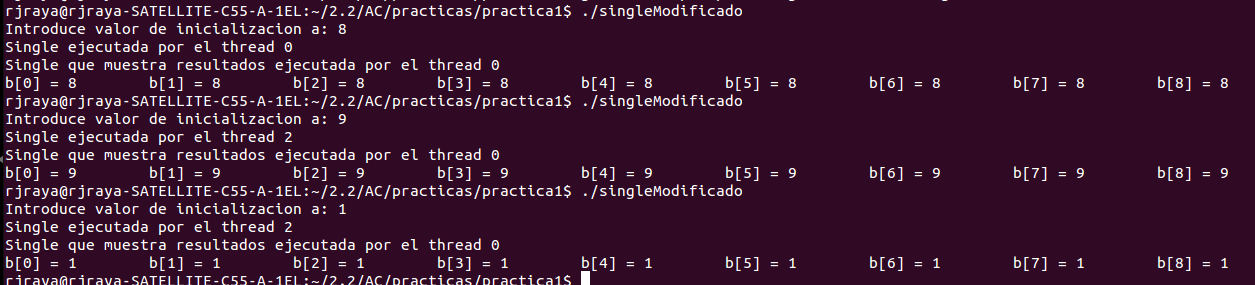 rjraya@rjraya-SATELLITE-C55-A-1EL:~/2.2/AC/practicas/practica1$ ./singleModificado
Introduce valor de inicializacion a: 8
Single ejecutada por el thread 0
Single que muestra resultados ejecutada por el thread 0
b[0] = 8 b[1] = 8 b[2] = 8 b[3] = 8 b[4] = 8 b[5] = 8 b[6] = 8 b[7] = 8 b[8] = 8
rjraya@rjraya-SATELLITE-C55-A-1EL:~/2.2/AC/practicas/practica1$ ./singleModificado
Introduce valor de inicializacion a: 9
Single ejecutada por el thread 2
Single que muestra resultados ejecutada por el thread 0
b[0] = 9 b[1] = 9 b[2] = 9 b[3] = 9 b[4] = 9 b[5] = 9 b[6] = 9 b[7] = 9 b[8] = 9
rjraya@rjraya-SATELLITE-C55-A-1EL:~/2.2/AC/practicas/practica1$ ./singleModificado
Introduce valor de inicializacion a: 1
Single ejecutada por el thread 2
Single que muestra resultados ejecutada por el thread 0
b[0] = 1 b[1] = 1 b[2] = 1 b[3] = 1 b[4] = 1 b[5] = 1 b[6] = 1 b[7] = 1 b[8] = 1
rjraya@rjraya-SATELLITE-C55-A-1EL:~/2.2/AC/practicas/practica1$